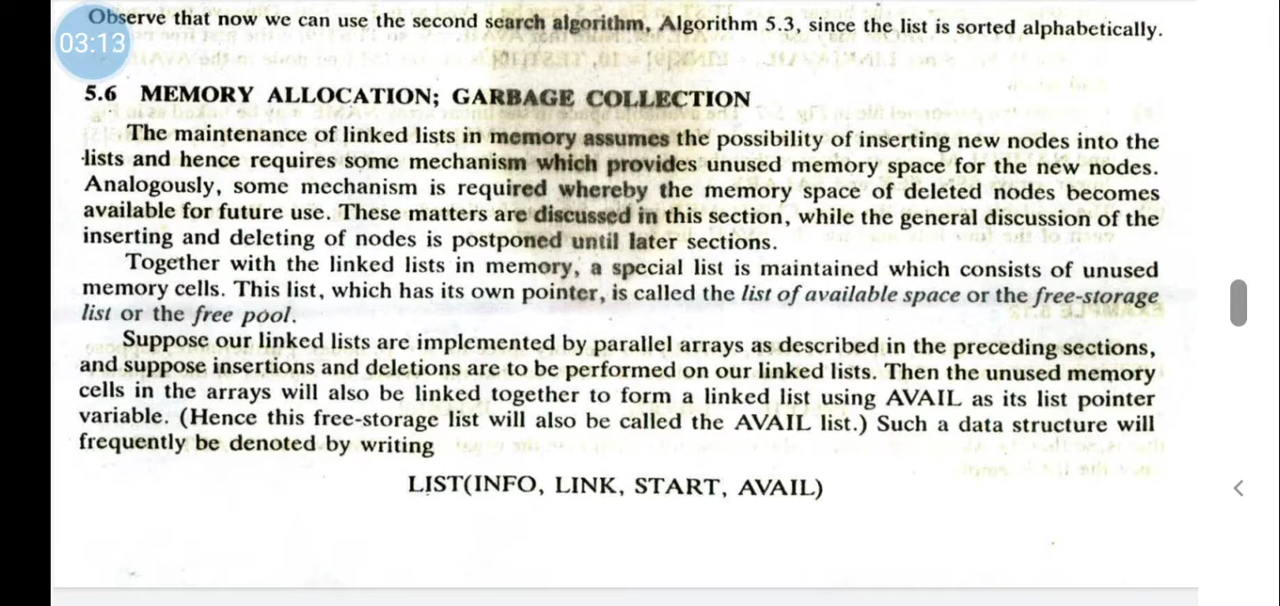 Observe that now we can use the second search algorithm, Algorithm 5.3, since the list is sorted alphabetically.
03:13
5.6 MEMORY ALLOCATION; GARBAGE COLLECTION
The maintenance of linked lists in memory assumes the possibility of inserting new nodes into the
lists and hence requires some mechanism which provides unused memory space for the new nodes.
Analogously, some mechanism is required whereby the memory space of deleted nodes becomes
available for future use. These matters are discussed in this section, while the general discussion of the
inserting and deleting of nodes is postponed until later sections.
Together with the linked lists in memory, a special list is maintained which consists of unused
memory cells. This list, which has its own pointer, is called the list of available space or the free-storage
list or the free pool.
Suppose our linked lists are implemented by parallel arrays as described in the preceding sections,
and suppose insertions and deletions are to be performed on our linked lists. Then the unused memory
cells in the arrays will also be linked together to form a linked list using AVAIL as its list pointer
variable. (Hence this free-storage list will also be called the AVAIL list.) Such a data structure will
frequently be denoted by writing
LIST(INFO, LINK, START, AVAIL)